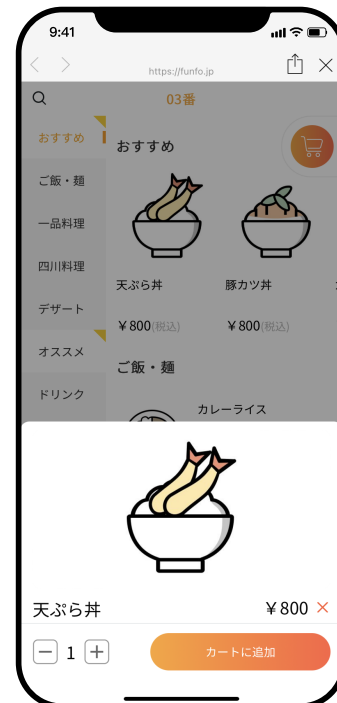 9:41
https://funfo.jp
03番
おすすめ
ご飯・麺
一品料理
四川料理
デザート
オススメ
ドリンク
おすすめ
天ぷら丼
豚カツ丼
￥800(税込)
￥800(税込)
ご飯・麺
カレーライス
天ぷら丼
￥800
1
カートに追加